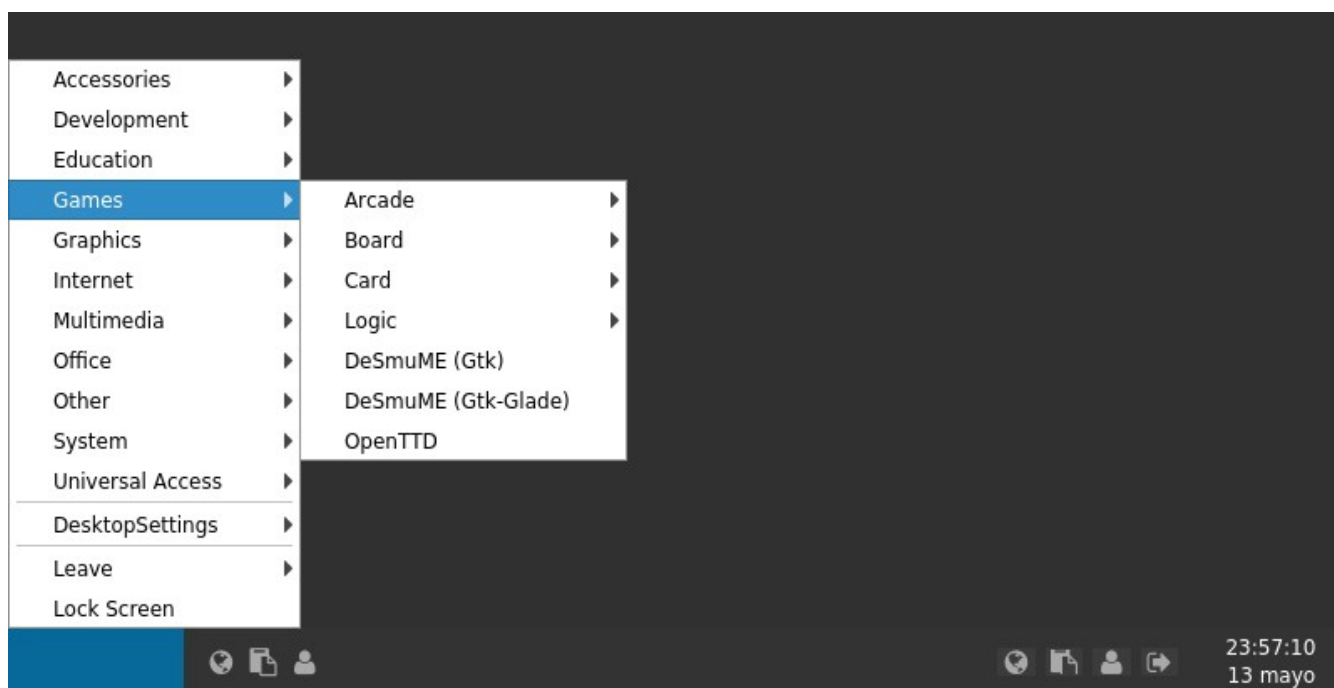 Accessories
Development
Education
Games
Graphics
Internet
Multimedia
Office
Other
System
Universal Access
DesktopSettings
Leave
Lock Screen
Arcade
Board
Card
Logic
DeSmuME (Gtk)
DeSmuME (Gtk-Glade)
OpenTTD
23:57:10
13 mayo